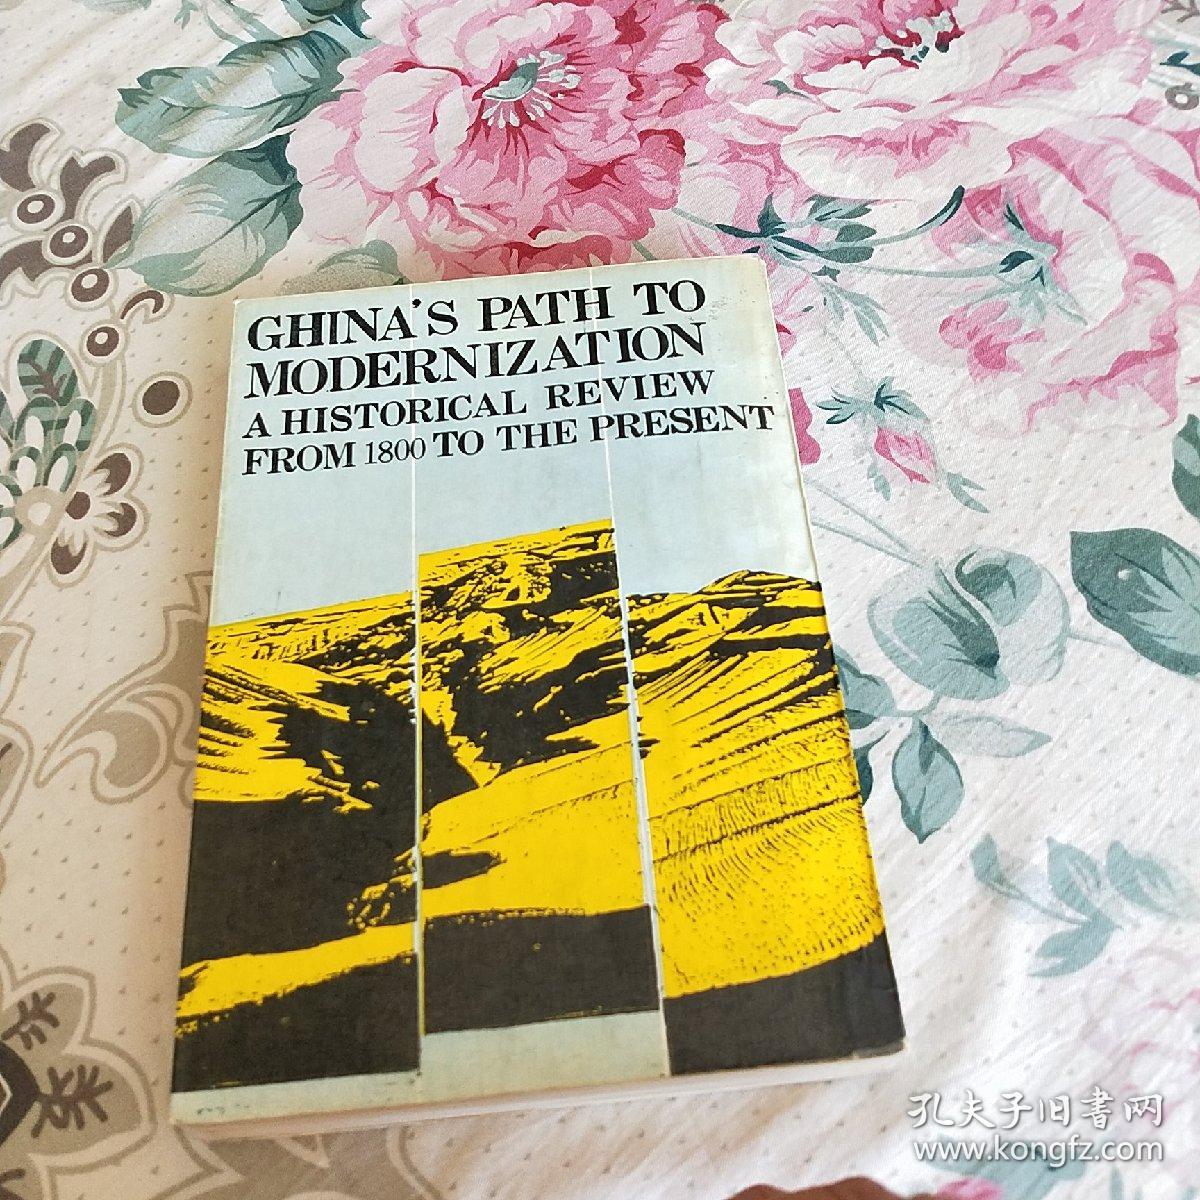 GHINA'S PATH TO
MODERNIZATION
A HISTORICAL REVIEW
FROM 1800 TO THE PRESENT
孔夫子旧書网
www.kongfz.com